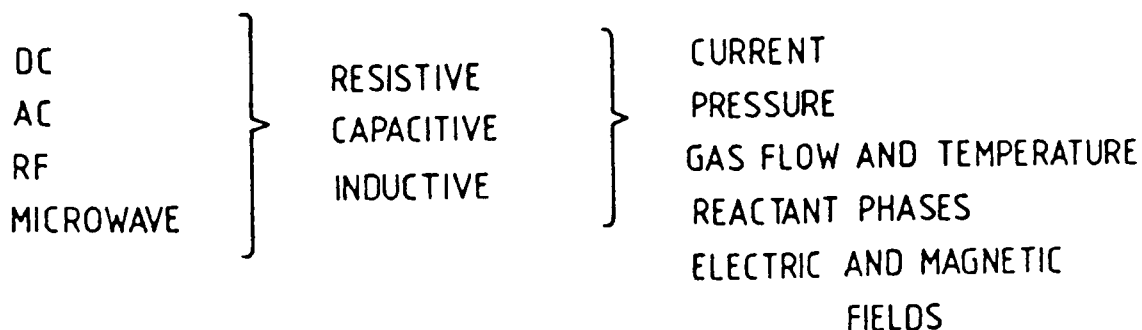 DC
AC
RF
MICROWAVE
RESISTIVE
CAPACITIVE
INDUCTIVE
CURRENT
PRESSURE
GAS FLOW AND TEMPERATURE
REACTANT PHASES
ELECTRIC AND MAGNETIC
FIELDS